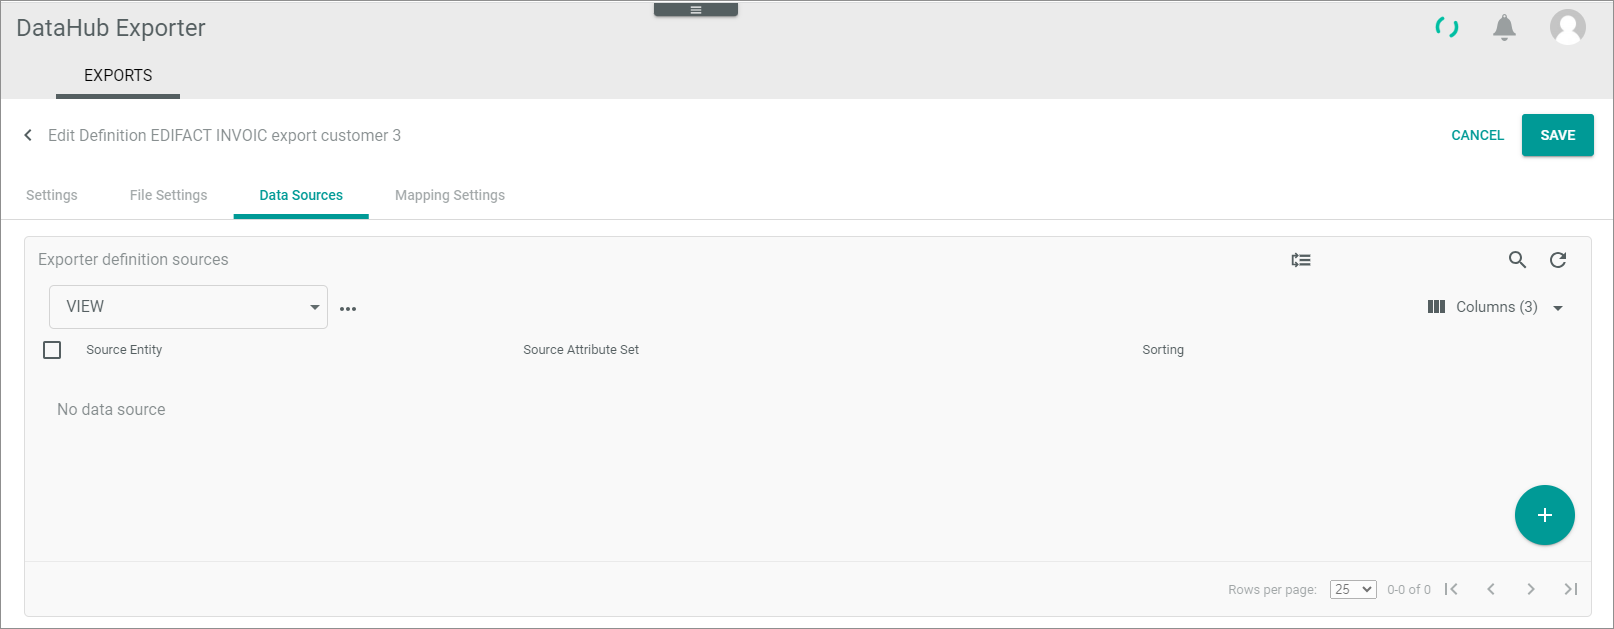 DataHub Exporter
EXPORTS
Edit Definition EDIFACT INVOIC export customer 3
CANCEL
SAVE
Settings
File Settings
Data Sources
Mapping Settings
Exporter definition sources
VIEW
Columns (3)
Source Entity
Source Attribute Set
Sorting
No data source
Rows per page:
25
0-0 of 0